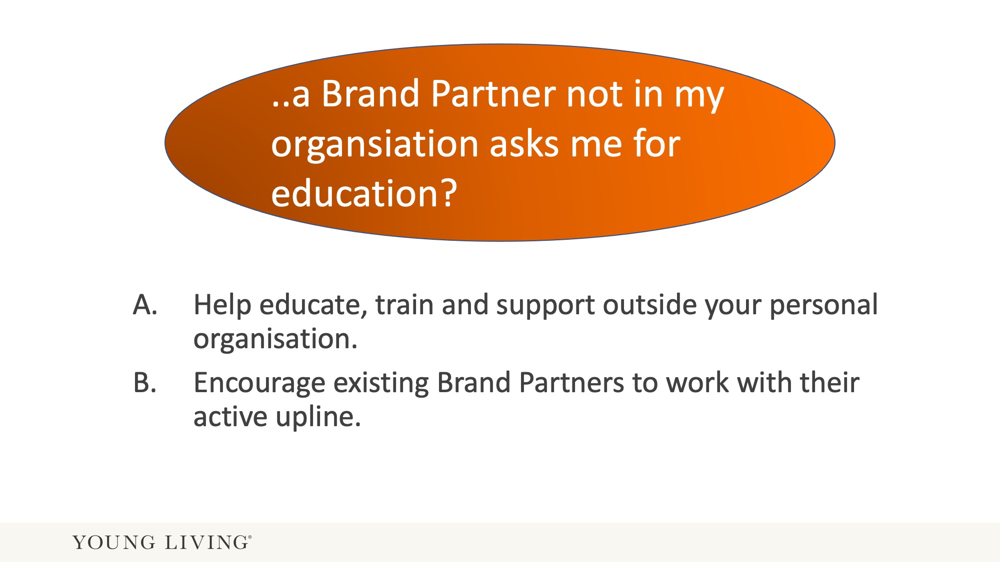 ..a Brand Partner not in my
organsiation asks me for
education?
A. Help educate, train and support outside your personal
organisation.
B. Encourage existing Brand Partners to work with their
active upline.
YOUNG LIVING®